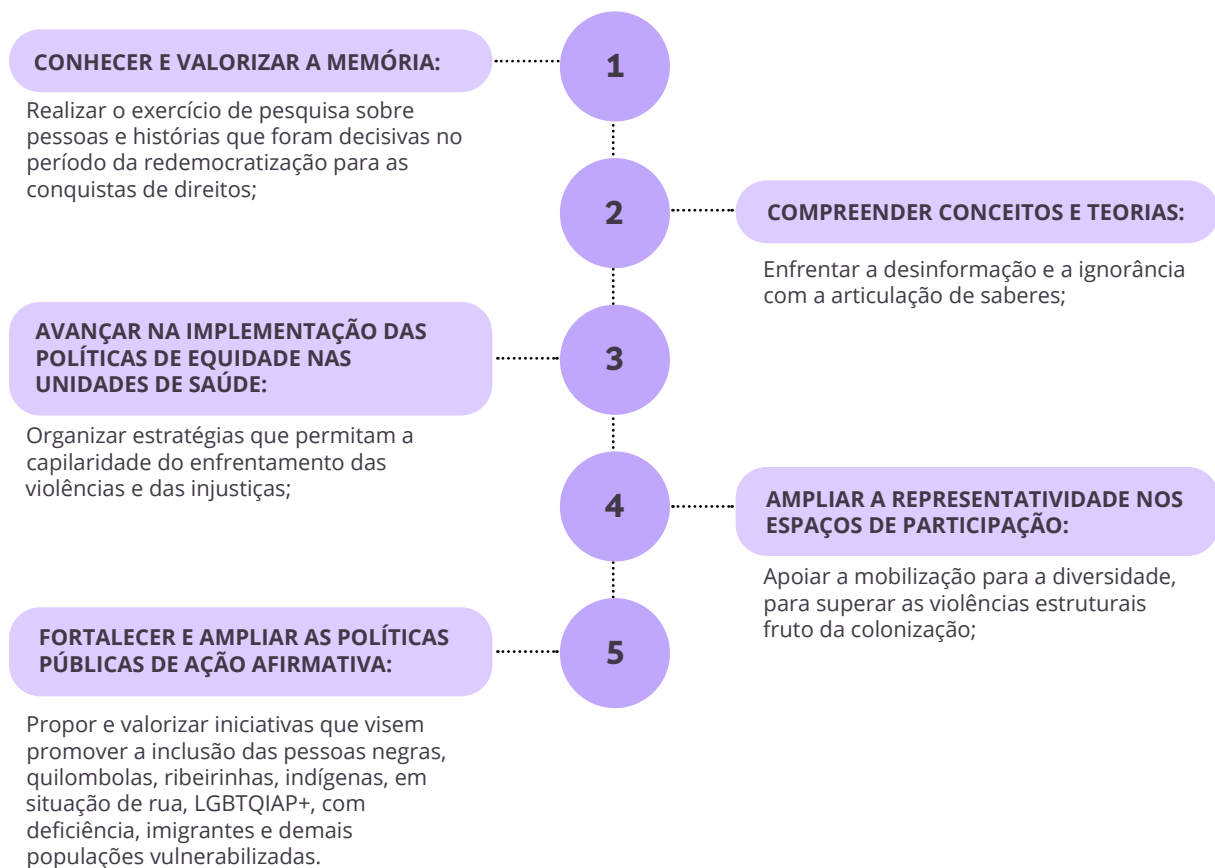 1
CONHECER E VALORIZAR A MEMÓRIA:
Realizar o exercício de pesquisa sobre
pessoas e histórias que foram decisivas no
período da redemocratização para as
conquistas de direitos;
2
COMPREENDER CONCEITOS E TEORIAS:
Enfrentar a desinformação e a ignorância
com a articulação de saberes;
3
AVANÇAR NA IMPLEMENTAÇÃO DAS
POLÍTICAS DE EQUIDADE NAS
UNIDADES DE SAÚDE:
Organizar estratégias que permitam a
capilaridade do enfrentamento das
violências e das injustiças;
4
AMPLIAR A REPRESENTATIVIDADE NOS
ESPAÇOS DE PARTICIPAÇÃO:
Apoiar a mobilização para a diversidade,
para superar as violências estruturais
fruto da colonização;
5
FORTALECER E AMPLIAR AS POLÍTICAS
PÚBLICAS DE AÇÃO AFIRMATIVA:
Propor e valorizar iniciativas que visem
promover a inclusão das pessoas negras,
quilombolas, ribeirinhas, indígenas, em
situação de rua, LGBTQIAP+, com
deficiência, imigrantes e demais
populações vulnerabilizadas.